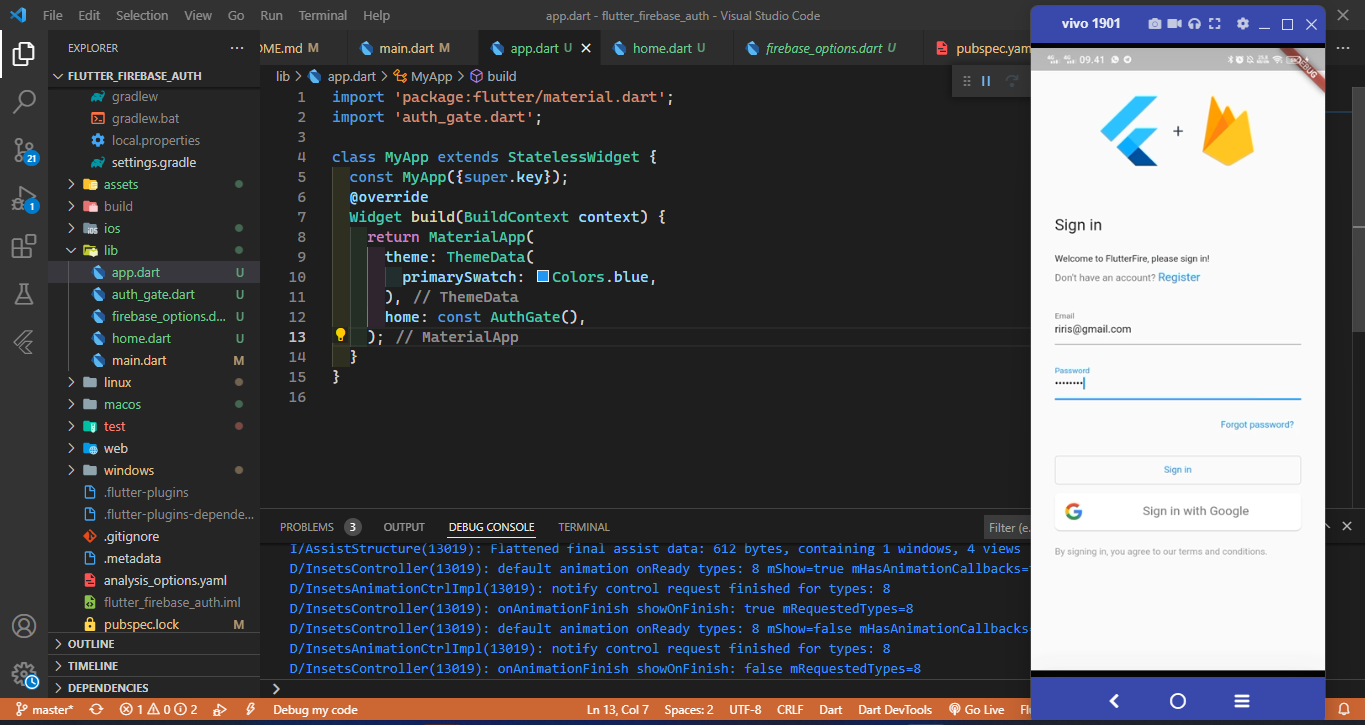 File Edit Selection View Go Run Terminal Help
app.dart - flutter_firebase_auth - Visual Studio Code
EXPLORER
FLUTTER_FIREBASE_AUTH
gradlew
gradlew.bat
local.properties
settings.gradle
assets
build
ios
lib
app.dart U
auth_gate.dart U
firebase_options.d... U
home.dart U
main.dart M
linux
macos
test
web
windows
.flutter-plugins
.flutter-plugins-depende...
.gitignore
.metadata
analysis_options.yaml
flutter_firebase_auth.iml
pubspec.lock M
OUTLINE
TIMELINE
DEPENDENCIES
21
1
OME.md M
main.dart M
app.dart U
home.dart U
firebase_options.dart U
pubspec.yam
lib > app.dart > MyApp > build
1 import 'package:flutter/material.dart';
2 import 'auth_gate.dart';
3
4 class MyApp extends StatelessWidget {
5 const MyApp({super.key});
6 @override
7 Widget build(BuildContext context) {
8 return MaterialApp(
9 theme: ThemeData(
10 primarySwatch: Colors.blue,
11 ), // ThemeData
12 home: const AuthGate(),
13 ); // MaterialApp
14 }
15 }
16
PROBLEMS 3 OUTPUT DEBUG CONSOLE TERMINAL
Filter (e.
I/AssistStructure(13019): Flattened final assist data: 612 bytes, containing 1 windows, 4 views
D/InsetsController(13019): default animation onReady types: 8 mShow=true mHasAnimationCallbacks=
D/InsetsAnimationCtrlImpl(13019): notify control request finished for types: 8
D/InsetsController(13019): onAnimationFinish showOnFinish: true mRequestedTypes=8
D/InsetsController(13019): default animation onReady types: 8 mShow=false mHasAnimationCallbacks=
D/InsetsAnimationCtrlImpl(13019): notify control request finished for types: 8
D/InsetsController(13019): onAnimationFinish showOnFinish: false mRequestedTypes=8
master* 1 0 2 Debug my code
Ln 13, Col 7 Spaces: 2 UTF-8 CRLF Dart Dart DevTools Go Live Fl
vivo 1901
09.41
DEBUG
+
Sign in
Welcome to FlutterFire, please sign in!
Don't have an account? Register
Email
riris@gmail.com
Password
••••••••
Forgot password?
Sign in
Sign in with Google
By signing in, you agree to our terms and conditions.